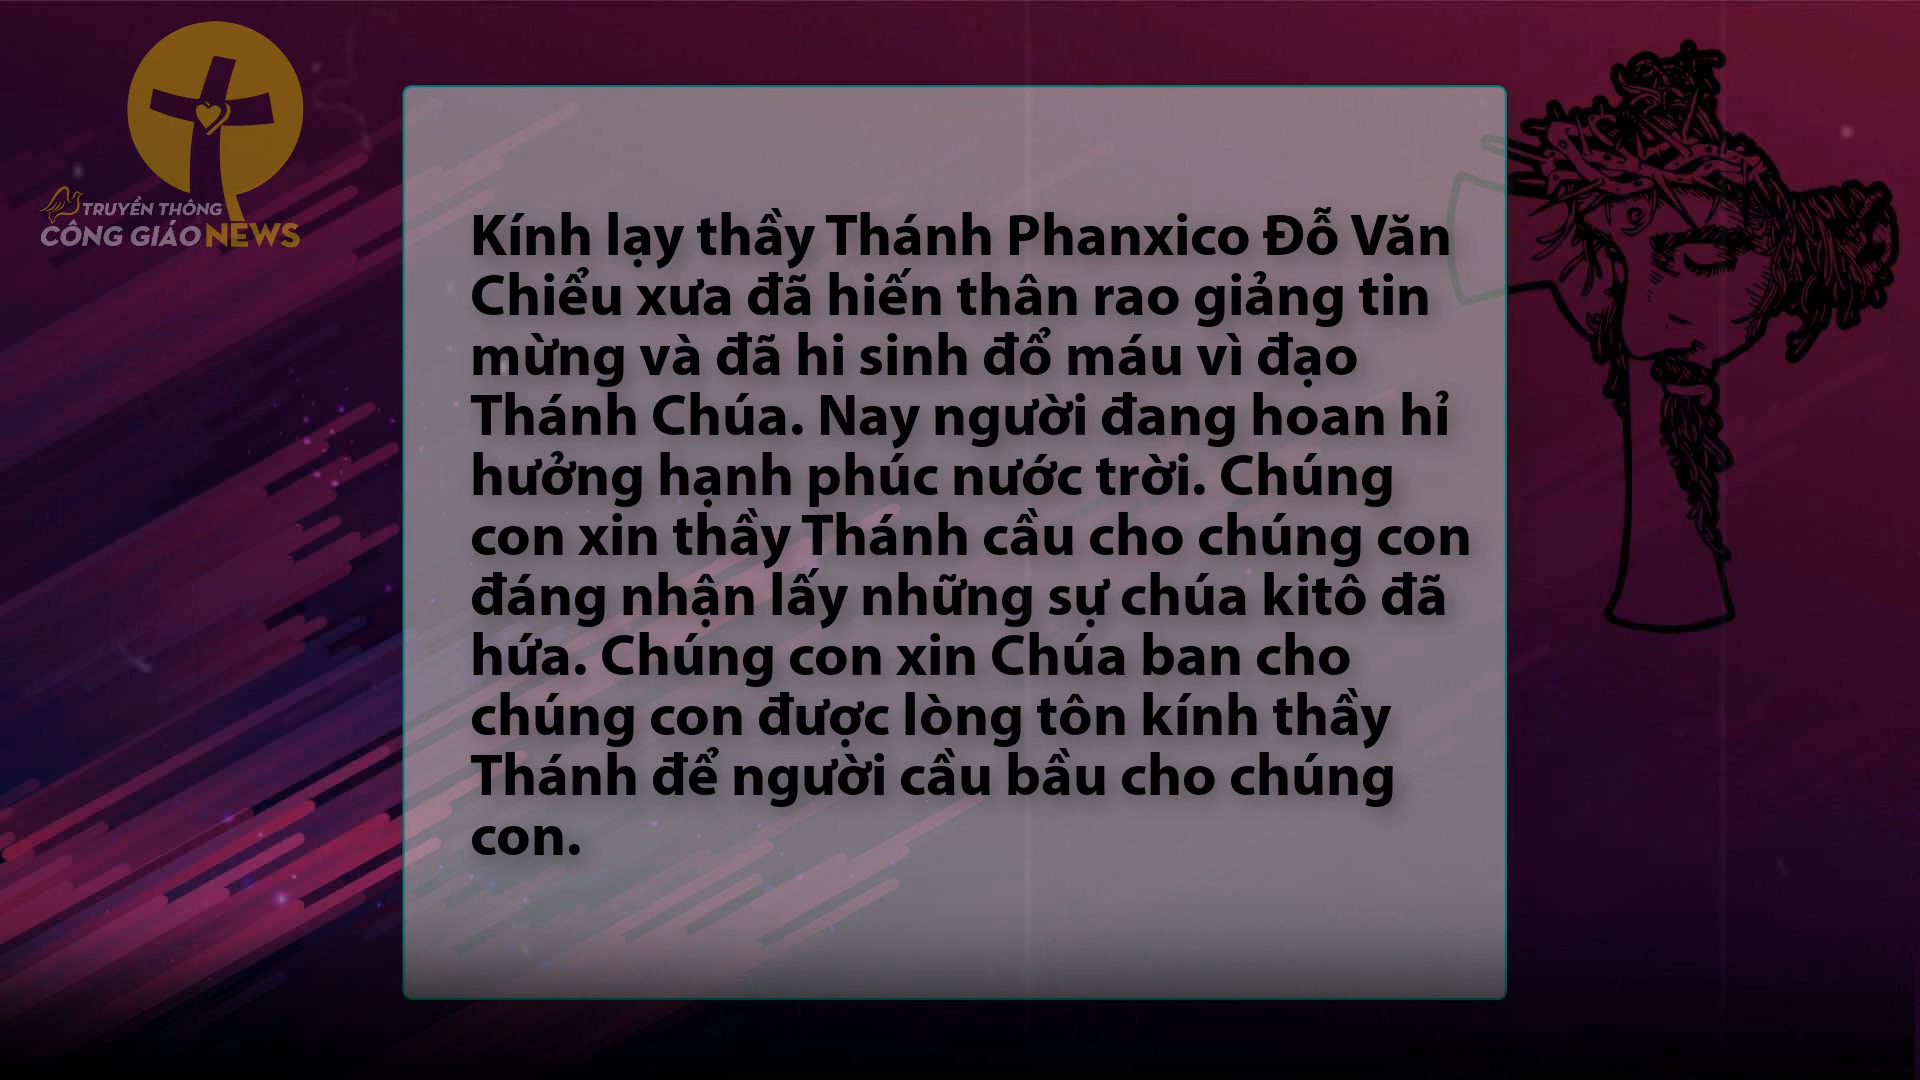 TRUYỀN THÔNG
CÔNG GIÁO NEWS
Kính lạy thầy Thánh Phanxico Đỗ Văn
Chiểu xưa đã hiến thân rao giảng tin
mừng và đã hi sinh đổ máu vì đạo
Thánh Chúa. Nay người đang hoan hỉ
hưởng hạnh phúc nước trời. Chúng
con xin thầy Thánh cầu cho chúng con
đáng nhận lấy những sự chúa kitô đã
hứa. Chúng con xin Chúa ban cho
chúng con được lòng tôn kính thầy
Thánh để người cầu bầu cho chúng
con.